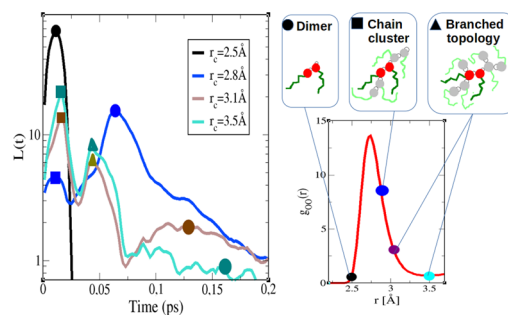 Dimer
Chain
cluster
Branched
topology
r_c=2.5Å
r_c=2.8Å
r_c=3.1Å
r_c=3.5Å
L(t)
10
1
0
0.05
0.1
0.15
0.2
Time (ps)
g_OO(r)
15
10
5
0
2.5
3
3.5
r [Å]